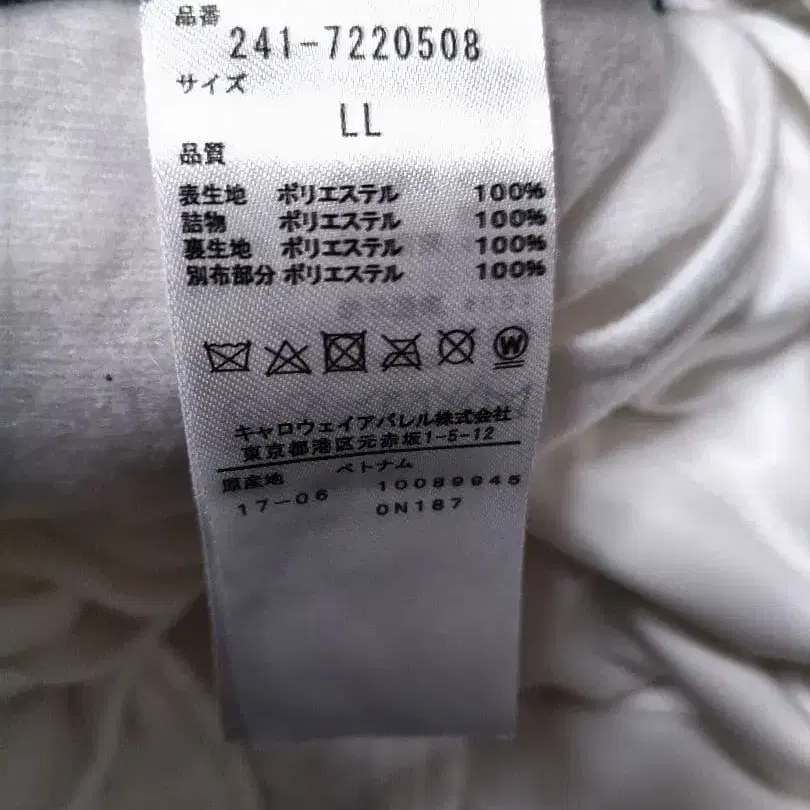 品番
241-7220508
サイズ
LL
品質
表生地 ポリエステル 100%
詰物 ポリエステル 100%
裏生地 ポリエステル 100%
別布部分 ポリエステル 100%
W
キャロウェイアパレル株式会社
東京都港区元赤坂1-5-12
原産地 ベトナム
17-06 10089945
0N187